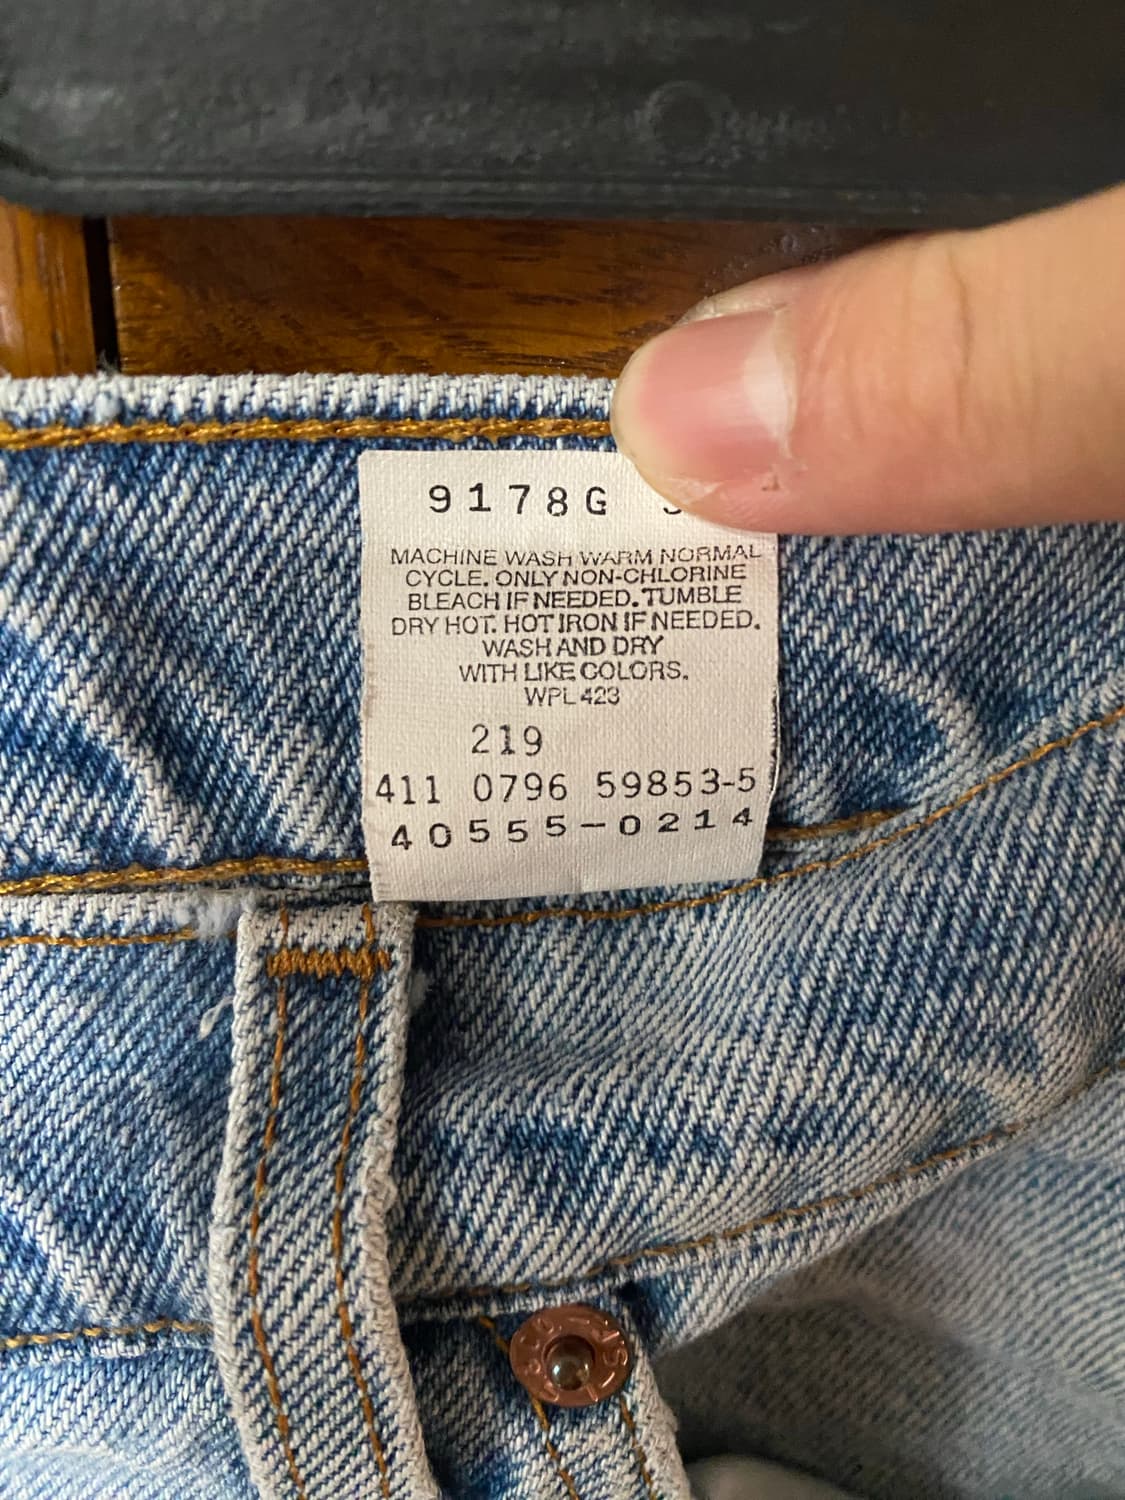 9178G
MACHINE WASH WARM NORMAL
CYCLE. ONLY NON-CHLORINE
BLEACH IF NEEDED. TUMBLE
DRY HOT. HOT IRON IF NEEDED.
WASH AND DRY
WITH LIKE COLORS.
WPL 423
219
411 0796 59853-5
40555-0214